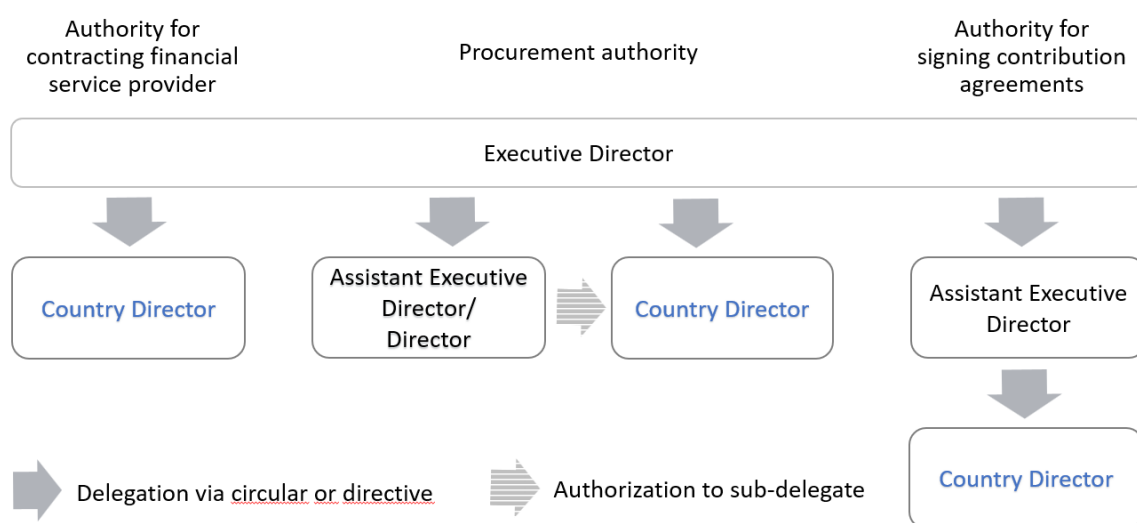 Authority for
contracting financial
service provider
Procurement authority
Authority for
signing contribution
agreements
Executive Director
Country Director
Assistant Executive
Director/
Director
Country Director
Assistant Executive
Director
Country Director
Delegation via circular or directive
Authorization to sub-delegate